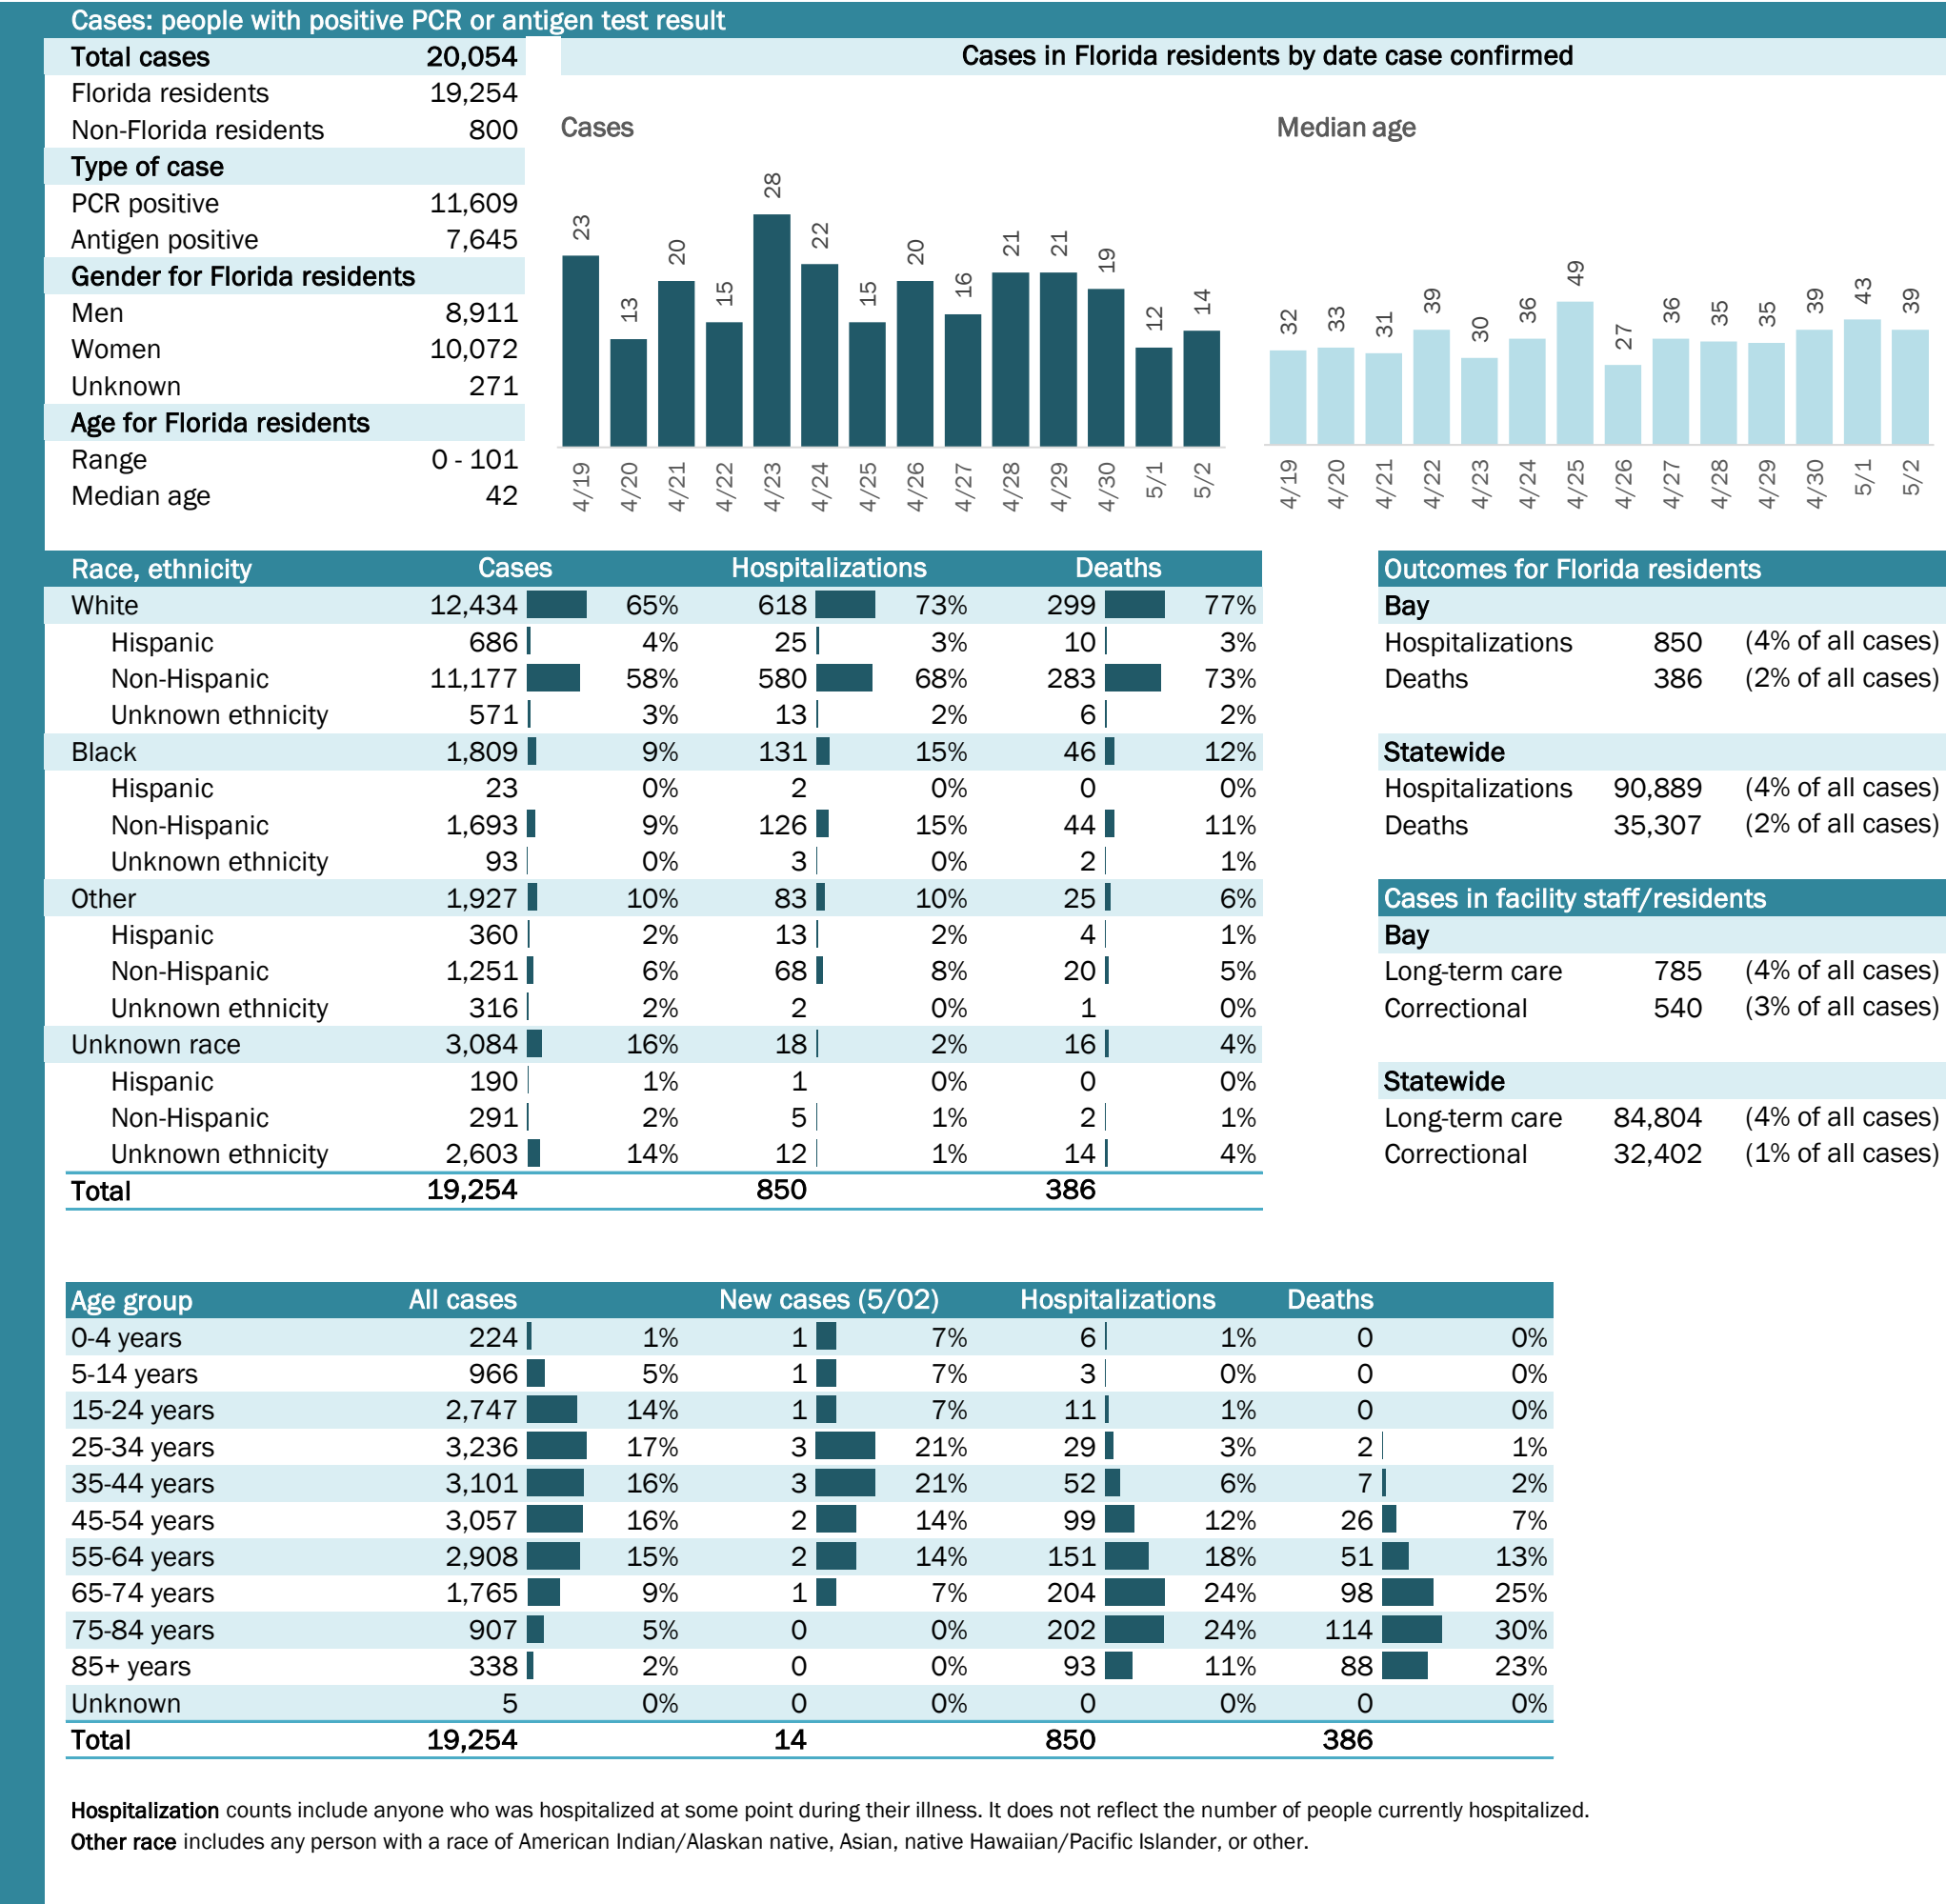 Cases: people with positive PCR or antigen test result
Total cases 20,054
Florida residents 19,254
Non-Florida residents 800
Type of case
PCR positive 11,609
Antigen positive 7,645
Gender for Florida residents
Men 8,911
Women 10,072
Unknown 271
Age for Florida residents
Range 0 - 101
Median age 42
Cases in Florida residents by date case confirmed
Cases
23 13 20 15 28 22 15 20 16 21 21 19 12 14
4/19 4/20 4/21 4/22 4/23 4/24 4/25 4/26 4/27 4/28 4/29 4/30 5/1 5/2
Median age
32 33 31 39 30 36 49 27 36 35 35 39 43 39
4/19 4/20 4/21 4/22 4/23 4/24 4/25 4/26 4/27 4/28 4/29 4/30 5/1 5/2
Race, ethnicity Cases Hospitalizations Deaths
White 12,434 65% 618 73% 299 77%
Hispanic 686 4% 25 3% 10 3%
Non-Hispanic 11,177 58% 580 68% 283 73%
Unknown ethnicity 571 3% 13 2% 6 2%
Black 1,809 9% 131 15% 46 12%
Hispanic 23 0% 2 0% 0 0%
Non-Hispanic 1,693 9% 126 15% 44 11%
Unknown ethnicity 93 0% 3 0% 2 1%
Other 1,927 10% 83 10% 25 6%
Hispanic 360 2% 13 2% 4 1%
Non-Hispanic 1,251 6% 68 8% 20 5%
Unknown ethnicity 316 2% 2 0% 1 0%
Unknown race 3,084 16% 18 2% 16 4%
Hispanic 190 1% 1 0% 0 0%
Non-Hispanic 291 2% 5 1% 2 1%
Unknown ethnicity 2,603 14% 12 1% 14 4%
Total 19,254 850 386
Outcomes for Florida residents
Bay
Hospitalizations 850 (4% of all cases)
Deaths 386 (2% of all cases)
Statewide
Hospitalizations 90,889 (4% of all cases)
Deaths 35,307 (2% of all cases)
Cases in facility staff/residents
Bay
Long-term care 785 (4% of all cases)
Correctional 540 (3% of all cases)
Statewide
Long-term care 84,804 (4% of all cases)
Correctional 32,402 (1% of all cases)
Age group All cases New cases (5/02) Hospitalizations Deaths
0-4 years 224 1% 1 7% 6 1% 0 0%
5-14 years 966 5% 1 7% 3 0% 0 0%
15-24 years 2,747 14% 1 7% 11 1% 0 0%
25-34 years 3,236 17% 3 21% 29 3% 2 1%
35-44 years 3,101 16% 3 21% 52 6% 7 2%
45-54 years 3,057 16% 2 14% 99 12% 26 7%
55-64 years 2,908 15% 2 14% 151 18% 51 13%
65-74 years 1,765 9% 1 7% 204 24% 98 25%
75-84 years 907 5% 0 0% 202 24% 114 30%
85+ years 338 2% 0 0% 93 11% 88 23%
Unknown 5 0% 0 0% 0 0% 0 0%
Total 19,254 14 850 386
Hospitalization counts include anyone who was hospitalized at some point during their illness. It does not reflect the number of people currently hospitalized.
Other race includes any person with a race of American Indian/Alaskan native, Asian, native Hawaiian/Pacific Islander, or other.